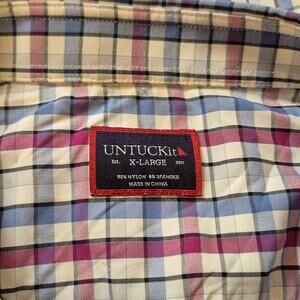 UNTUCKit
EST. X-LARGE 2011
92% NYLON 8% SPANDEX
MADE IN CHINA